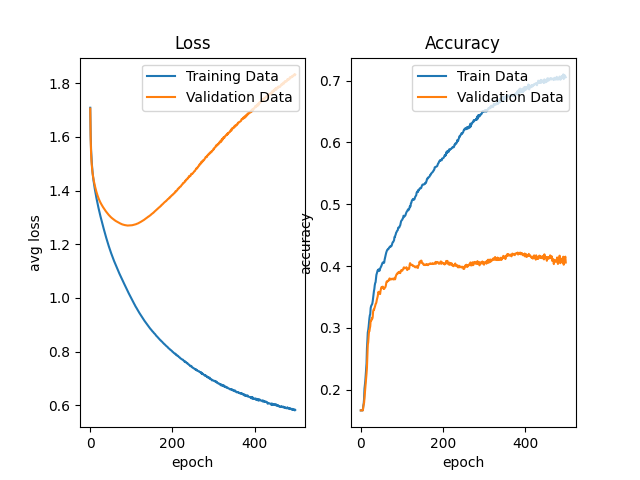 Loss
Training Data
Validation Data
avg loss
1.8
1.6
1.4
1.2
1.0
0.8
0.6
0
200
400
epoch
Accuracy
Train Data
Validation Data
accuracy
0.7
0.6
0.5
0.4
0.3
0.2
0
200
400
epoch